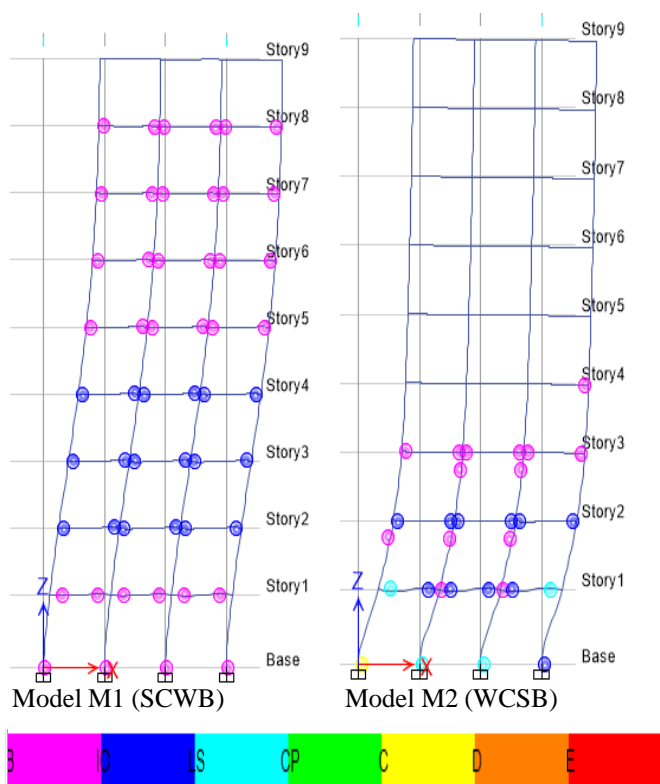 Story9
Story8
Story7
Story6
Story5
Story4
Story3
Story2
Story1
Base
Z
X
Model M1 (SCWB)
Story9
Story8
Story7
Story6
Story5
Story4
Story3
Story2
Story1
Base
Z
X
Model M2 (WCSB)
B IO LS CP C D E